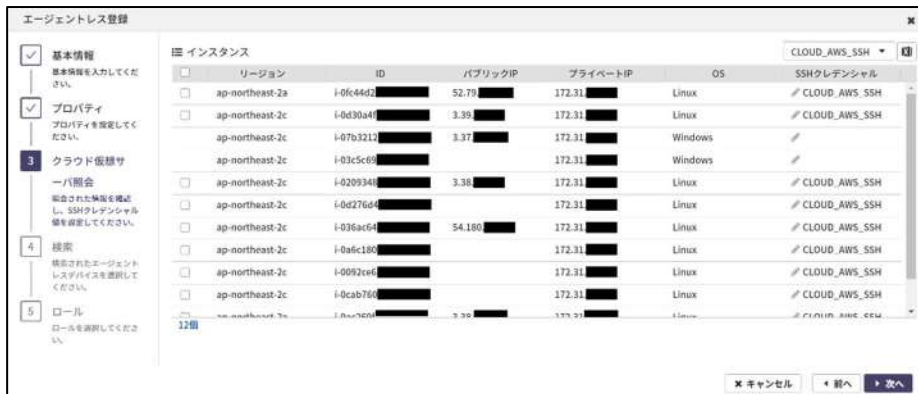 エージェントレス登録
基本情報
基本情報を入力してくだ
さい。
プロパティ
プロパティを設定してく
ださい。
3 クラウド仮想サ
ーバ照会
照会された情報を確認
し、SSHクレデンシャル
値を設定してください。
4 検索
検索されたエージェント
レスデバイスを選択して
ください。
5 ロール
ロールを選択してくださ
い。
インスタンス CLOUD_AWS_SSH
リージョン ID パブリックIP プライベートIP OS SSHクレデンシャル
ap-northeast-2a i-0fc44d2 52.79. 172.31. Linux CLOUD_AWS_SSH
ap-northeast-2c i-0d30a4f 3.39. 172.31. Linux CLOUD_AWS_SSH
ap-northeast-2c i-07b3212 3.37. 172.31. Windows
ap-northeast-2c i-03c5c69 172.31. Windows
ap-northeast-2c i-0209348 3.38. 172.31. Linux CLOUD_AWS_SSH
ap-northeast-2c i-0d276d4 172.31. Linux CLOUD_AWS_SSH
ap-northeast-2c i-036ac64 54.180. 172.31. Linux CLOUD_AWS_SSH
ap-northeast-2c i-0a6c180 172.31. Linux CLOUD_AWS_SSH
ap-northeast-2c i-0092ce6 172.31. Linux CLOUD_AWS_SSH
ap-northeast-2c i-0cab760 172.31. Linux CLOUD_AWS_SSH
12個
キャンセル 前へ 次へ